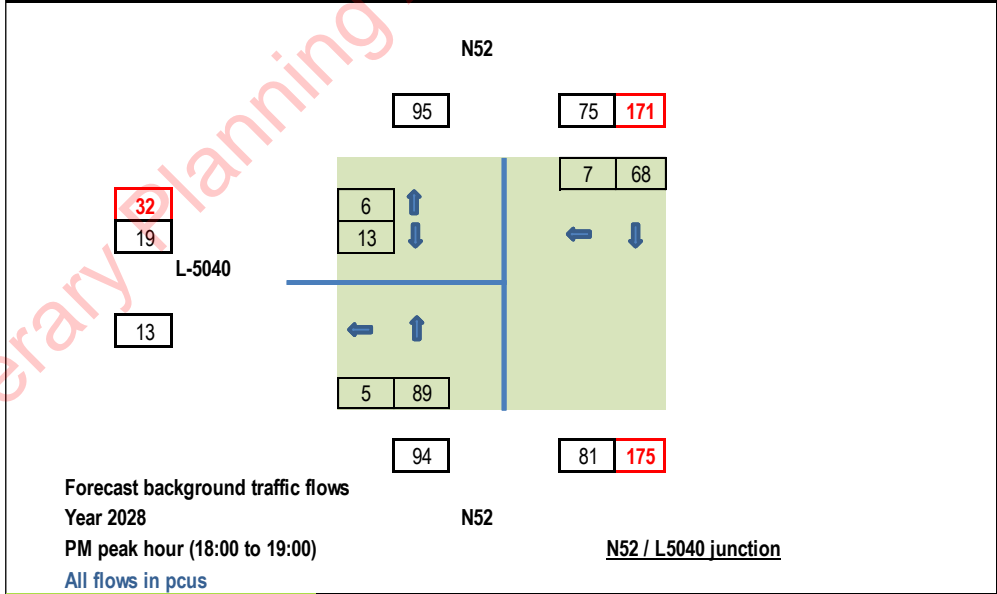 N52
95 75 171
7 68
32 6
19 13
L-5040
13
5 89
94 81 175
Forecast background traffic flows
Year 2028 N52
PM peak hour (18:00 to 19:00) N52 / L5040 junction
All flows in pcus
erary Planning